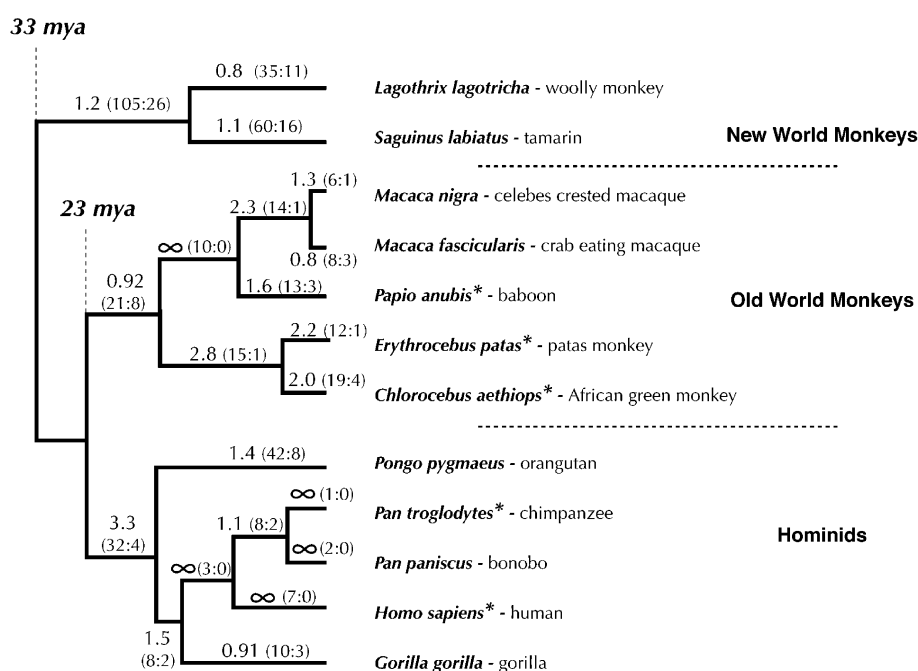 33 mya
0.8 (35:11)
Lagothrix lagotricha - woolly monkey
1.2 (105:26)
1.1 (60:16)
Saguinus labiatus - tamarin
New World Monkeys
1.3 (6:1)
Macaca nigra - celebes crested macaque
23 mya
2.3 (14:1)
∞ (10:0)
Macaca fascicularis - crab eating macaque
0.8 (8:3)
0.92
(21:8)
1.6 (13:3)
Papio anubis* - baboon
Old World Monkeys
2.2 (12:1)
Erythrocebus patas* - patas monkey
2.8 (15:1)
2.0 (19:4)
Chlorocebus aethiops* - African green monkey
1.4 (42:8)
Pongo pygmaeus - orangutan
∞ (1:0)
Pan troglodytes* - chimpanzee
3.3
(32:4)
1.1 (8:2)
Hominids
∞ (2:0)
Pan paniscus - bonobo
∞ (3:0)
∞ (7:0)
Homo sapiens* - human
1.5
(8:2)
0.91 (10:3)
Gorilla gorilla - gorilla